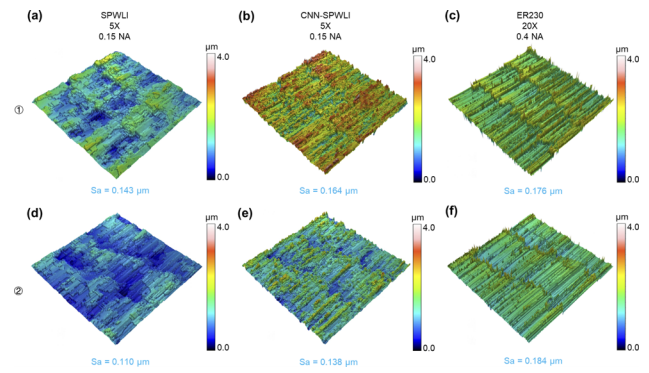 (a) SPWLI (b) CNN-SPWLI (c) ER230
5X 5X 20X
0.15 NA 0.15 NA 0.4 NA
µm µm µm
4.0 4.0 4.0
①
0.0 0.0 0.0
Sa = 0.143 µm Sa = 0.164 µm Sa = 0.176 µm
(d) (e) (f)
µm µm µm
4.0 4.0 4.0
②
0.0 0.0 0.0
Sa = 0.110 µm Sa = 0.138 µm Sa = 0.184 µm